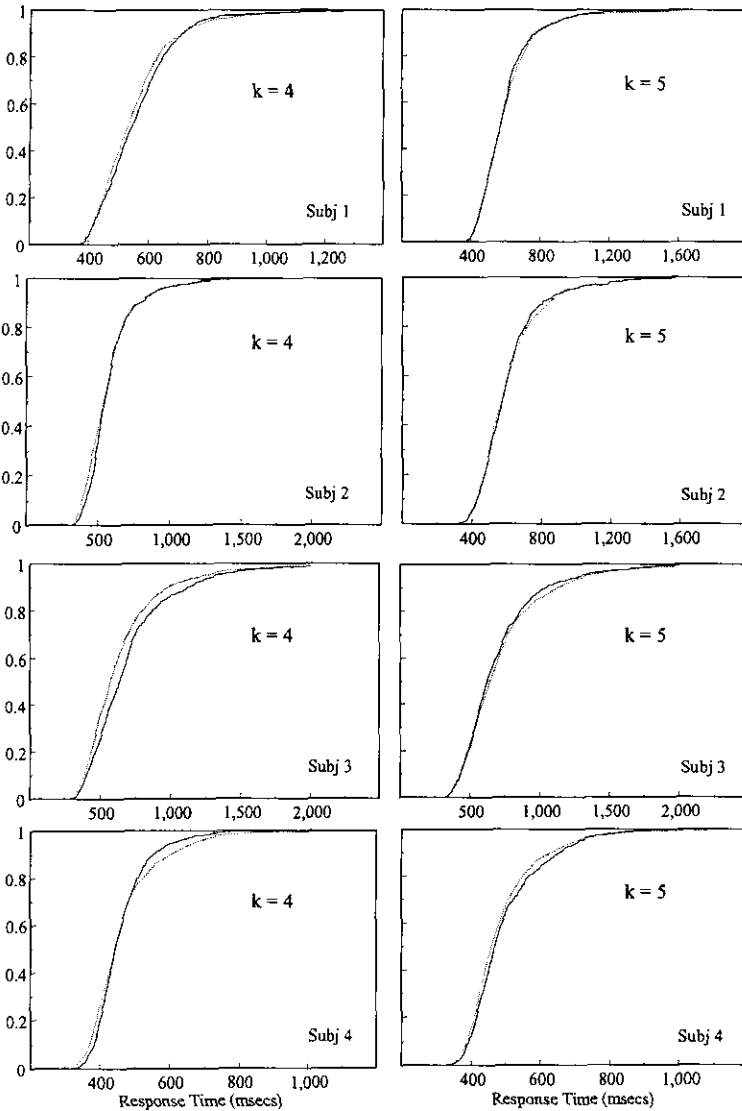 1
0.8
0.6
0.4
0.2
0
k = 4
Subj 1
400 600 800 1,000 1,200
k = 5
Subj 1
400 800 1,200 1,600
1
0.8
0.6
0.4
0.2
0
k = 4
Subj 2
500 1,000 1,500 2,000
k = 5
Subj 2
400 800 1,200 1,600
1
0.8
0.6
0.4
0.2
0
k = 4
Subj 3
500 1,000 1,500 2,000
k = 5
Subj 3
500 1,000 1,500 2,000
1
0.8
0.6
0.4
0.2
0
k = 4
Subj 4
400 600 800 1,000
Response Time (msecs)
k = 5
Subj 4
400 600 800 1,000
Response Time (msecs)